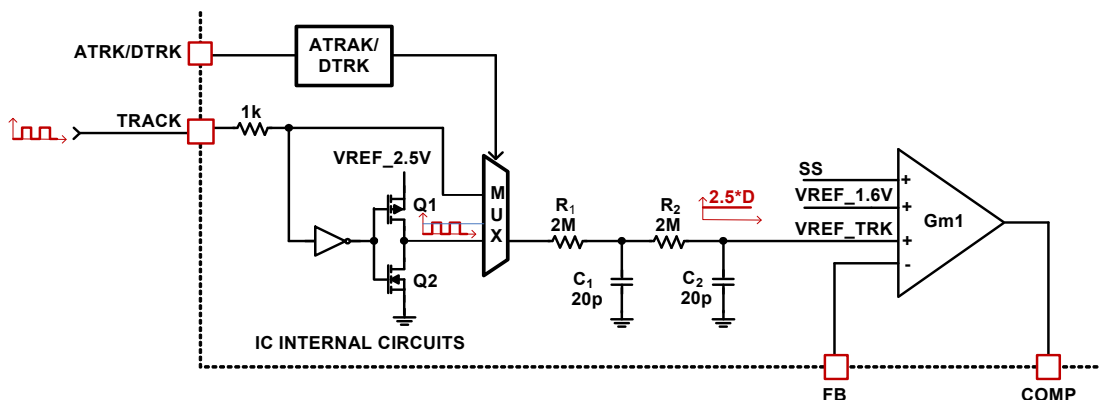 ATRK/DTRK
ATRAK/
DTRK
TRACK
1k
VREF_2.5V
Q1
Q2
M
U
X
R1
2M
R2
2M
2.5*D
C1
20p
C2
20p
SS
VREF_1.6V
VREF_TRK
+
+
+
-
Gm1
IC INTERNAL CIRCUITS
FB
COMP